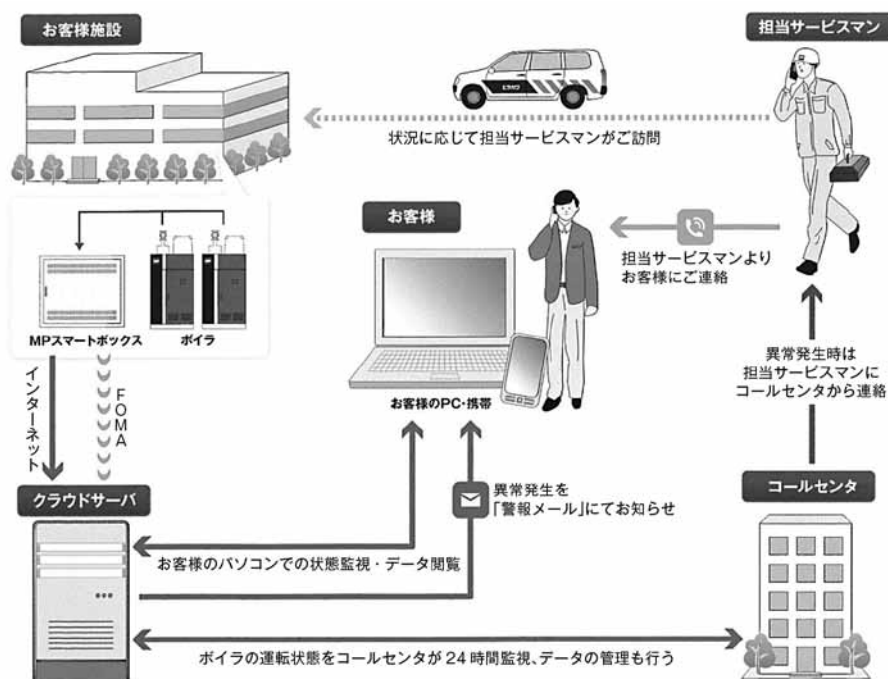 お客様施設
担当サービスマン
状況に応じて担当サービスマンがご訪問
お客様
担当サービスマンより
お客様にご連絡
MPスマートボックス
ボイラ
異常発生時は
担当サービスマンに
コールセンタから連絡
お客様のPC・携帯
インターネット
FOMA
クラウドサーバ
異常発生を
「警報メール」にてお知らせ
コールセンタ
お客様のパソコンでの状態監視・データ閲覧
ボイラの運転状態をコールセンタが24時間監視、データの管理も行う